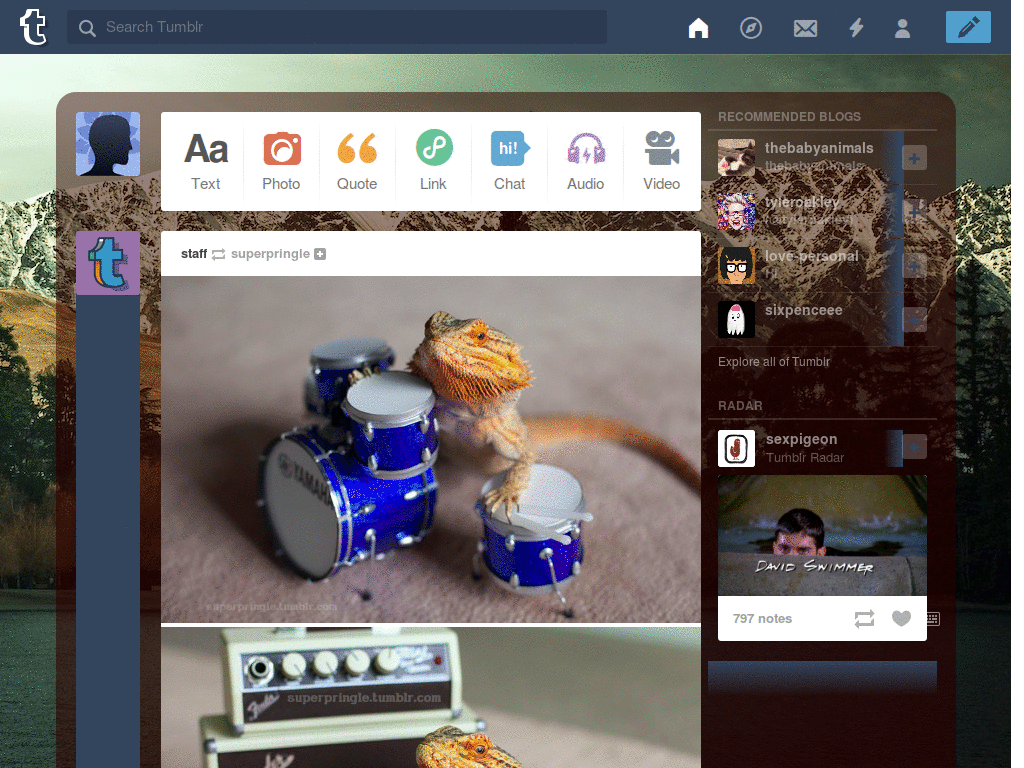 t
Search Tumblr
Aa
Text
Photo
Quote
Link
hi!
Chat
Audio
Video
staff superpringle
YAMAH
superpringle.tumblr.com
superpringle.tumblr.com
Fender
RECOMMENDED BLOGS
thebabyanimals
thebabyanimals
tyleroakley
love-personal
sixpenceee
Explore all of Tumblr
RADAR
sexpigeon
Tumblr Radar
DAVID SWIMMER
797 notes